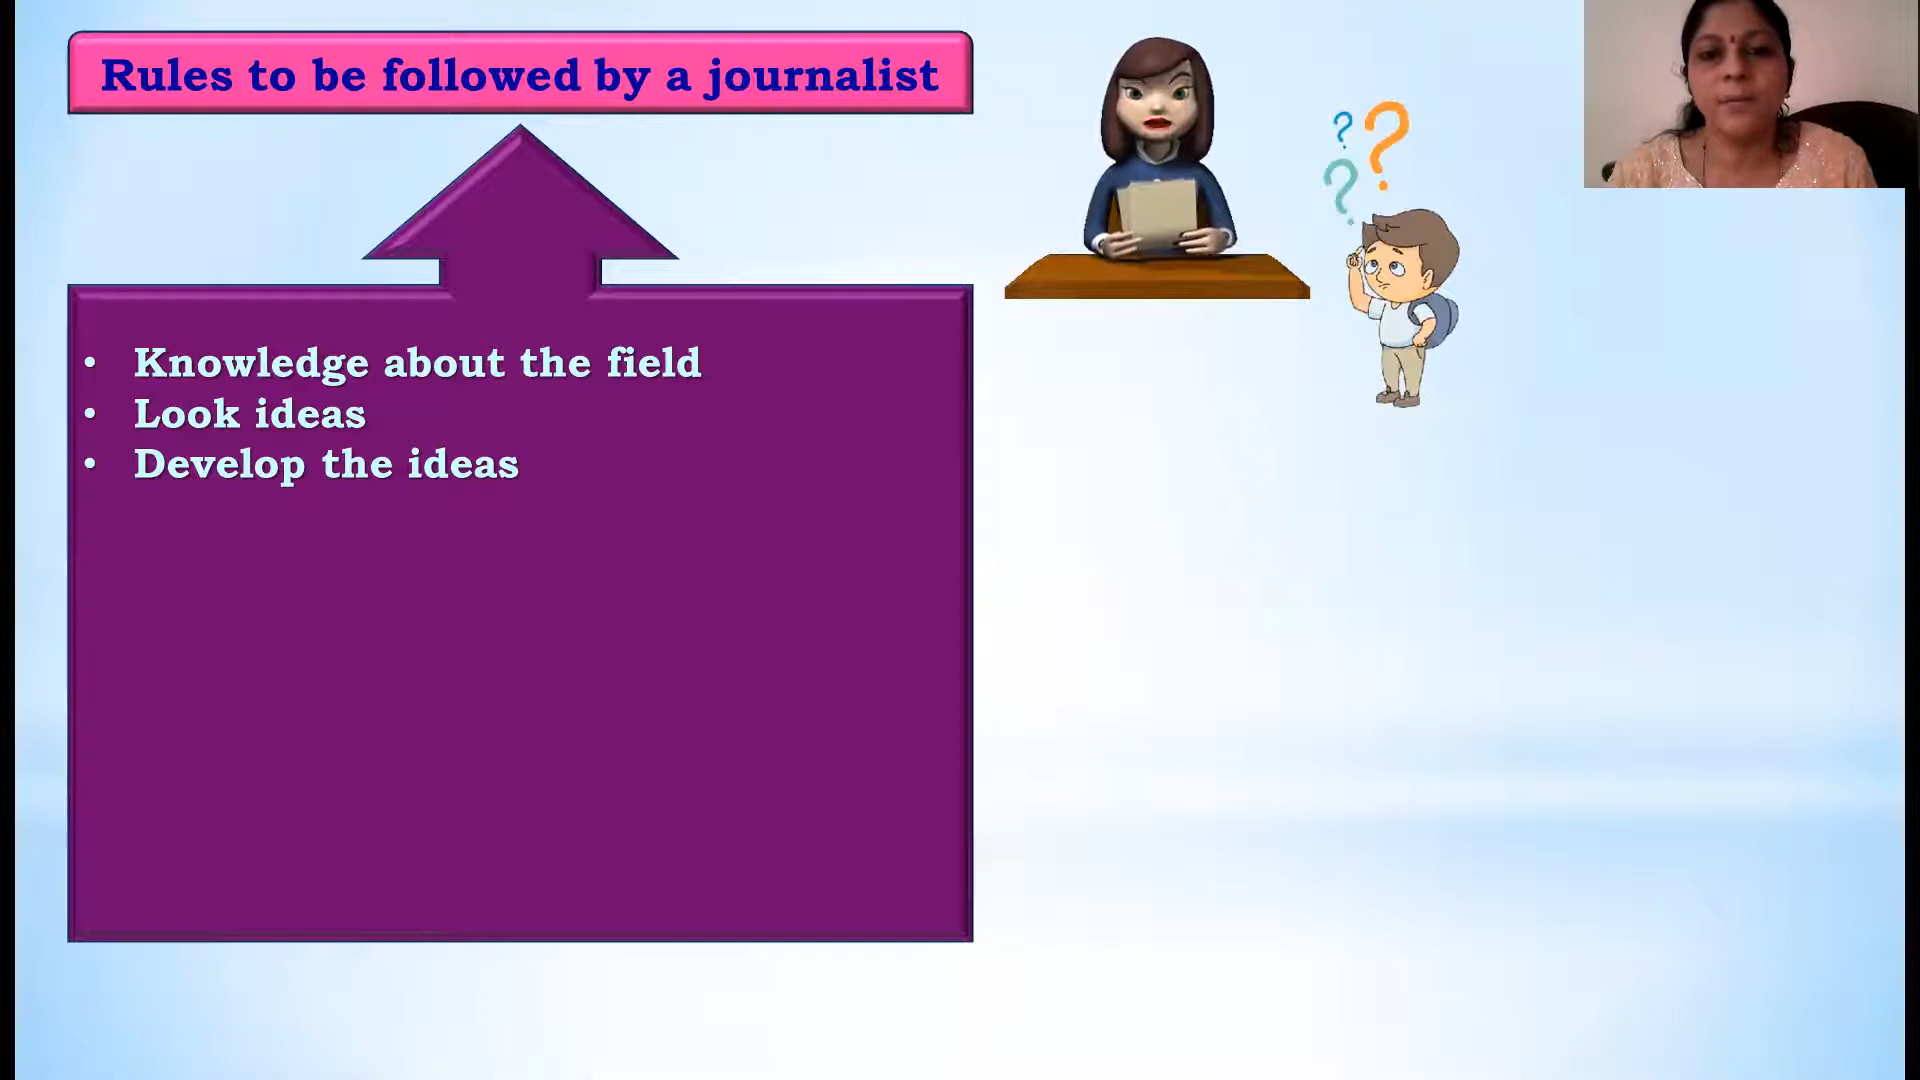 Rules to be followed by a journalist
• Knowledge about the field
• Look ideas
• Develop the ideas